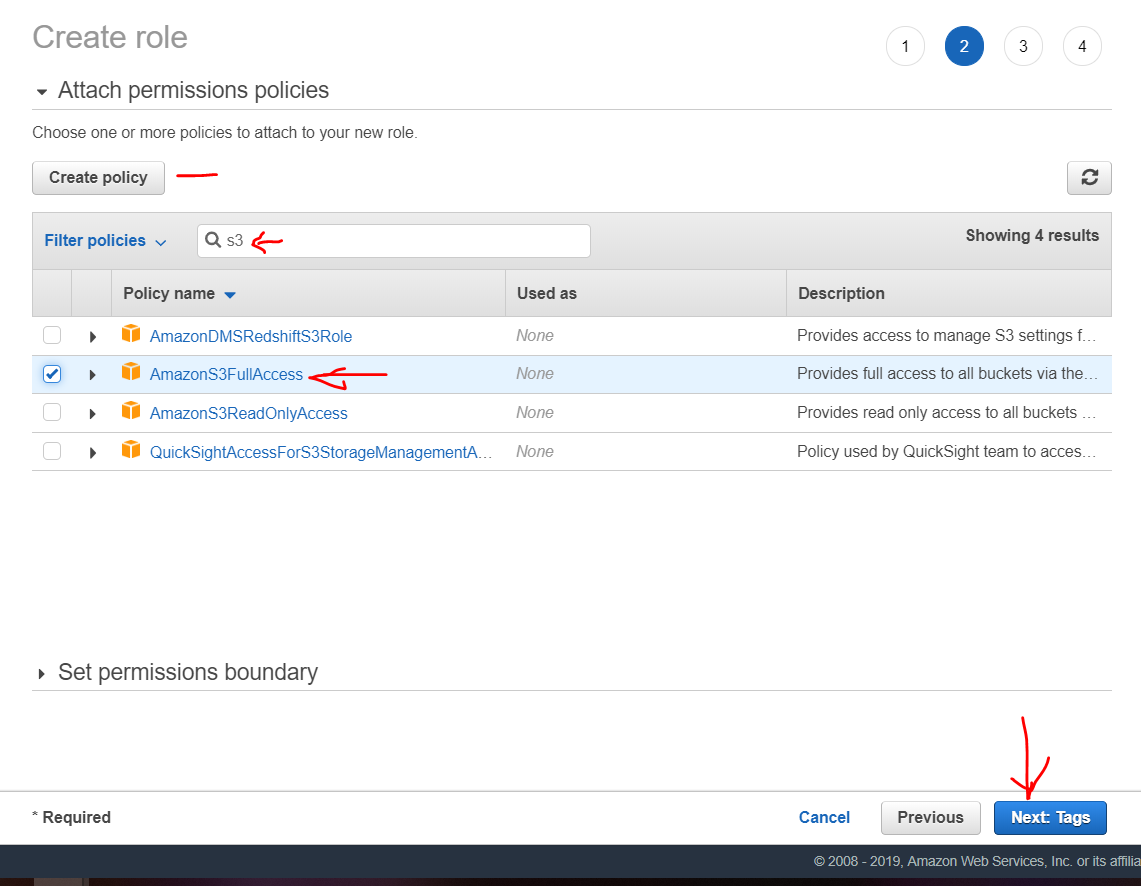 Create role
1 2 3 4
Attach permissions policies
Choose one or more policies to attach to your new role.
Create policy
Filter policies s3 Showing 4 results
Policy name Used as Description
AmazonDMSRedshiftS3Role None Provides access to manage S3 settings f...
AmazonS3FullAccess None Provides full access to all buckets via the...
AmazonS3ReadOnlyAccess None Provides read only access to all buckets ...
QuickSightAccessForS3StorageManagementA... None Policy used by QuickSight team to acces...
Set permissions boundary
* Required Cancel Previous Next: Tags
© 2008 - 2019, Amazon Web Services, Inc. or its affilia